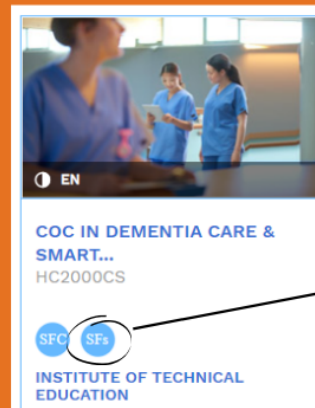 EN
COC IN DEMENTIA CARE &
SMART...
HC2000CS
SFC SFs
INSTITUTE OF TECHNICAL
EDUCATION